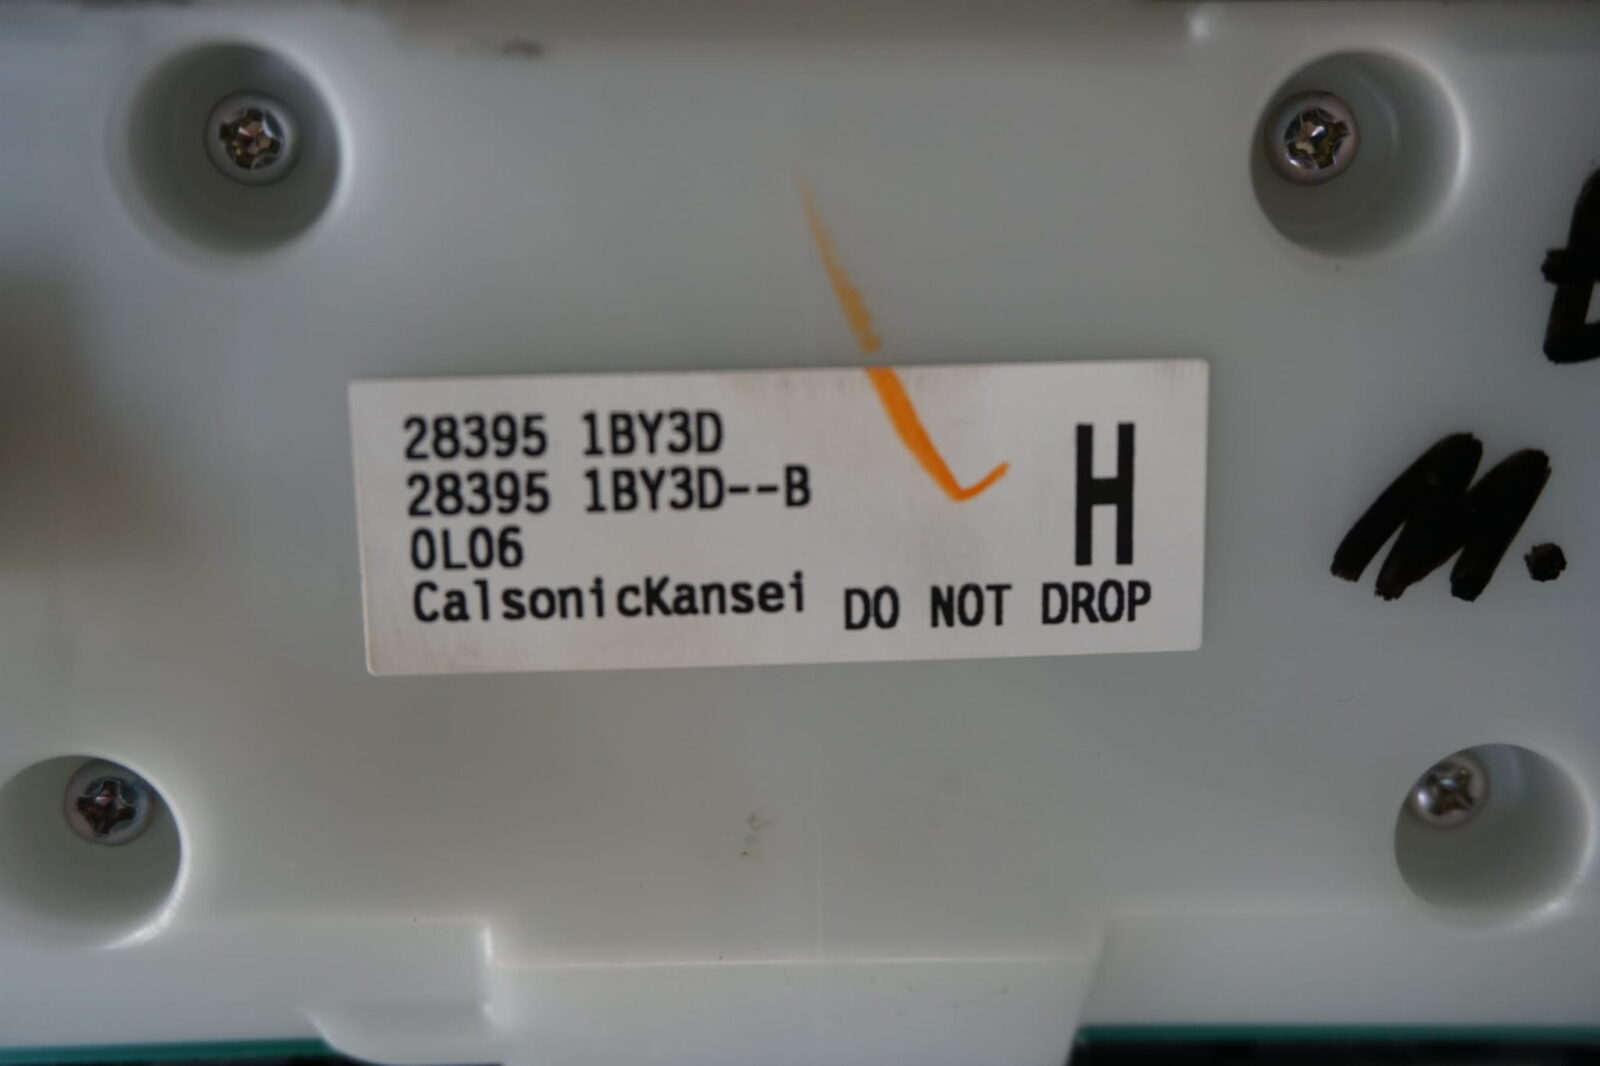 28395 1BY3D
28395 1BY3D--B
0L06
CalsonicKansei DO NOT DROP
H
M.